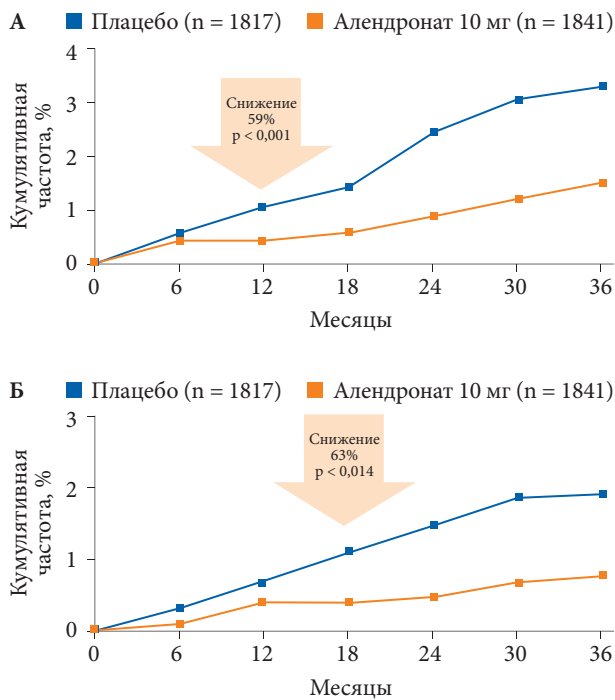 А Плацебо (n = 1817) Алендронат 10 мг (n = 1841)
Кумулятивная
частота, %
4
3
2
1
0
Снижение
59%
p < 0,001
0 6 12 18 24 30 36
Месяцы
Б Плацебо (n = 1817) Алендронат 10 мг (n = 1841)
Кумулятивная
частота, %
3
2
1
0
Снижение
63%
p < 0,014
0 6 12 18 24 30 36
Месяцы